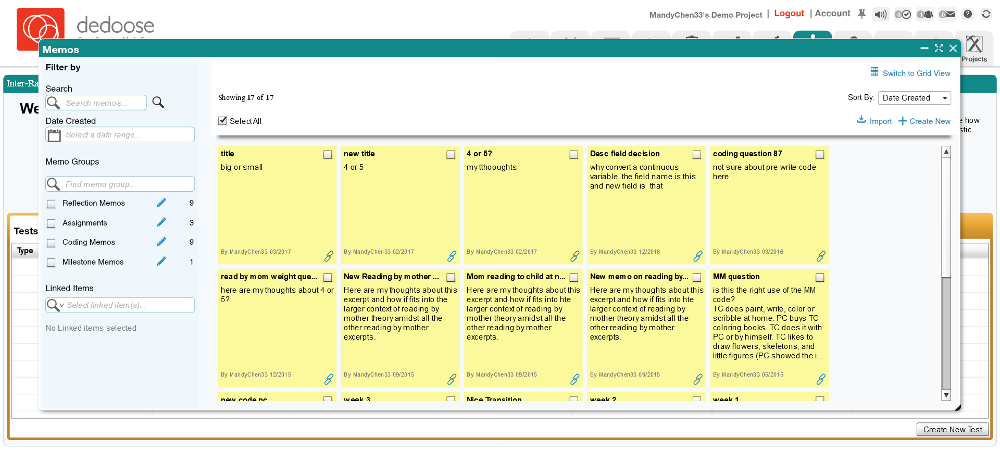 MandyChen33's Demo Project | Logout | Account
dedoose
Memos
Projects
Filter by
Search
Search memos...
Date Created
Select a date range...
Memo Groups
Find memo group...
Reflection Memos 9
Assignments 3
Coding Memos 9
Milestone Memos 1
Linked Items
Select linked item(s)...
No Linked items selected
Switch to Grid View
Showing 17 of 17
Sort By: Date Created
Select All
Import Create New
title
big or small
By MandyChen33 03/2017
new title
4 or 5
By MandyChen33 02/2017
4 or 5?
my tthooughts
By MandyChen33 02/2017
Desc field decision
why convert a continuous
variable. the field name is this
and new field is that
By MandyChen33 12/2016
coding question 87
not sure about pre write code
here
By MandyChen33 03/2016
read by mom weight que...
here are my thoughts about 4 or
5?
By MandyChen33 12/2015
New Reading by mother ...
Here are my thoughts about this
excerpt and how if fits into hte
larger context of reading by
mother theory amidst all the
other reading by mother
excerpts.
By MandyChen33 09/2015
Mom reading to child at n...
Here are my thoughts about this
excerpt and how if fits into the
larger context of reading by
mother theory amidst all the
other reading by mother
excerpts.
By MandyChen33 09/2015
New memo on reading by...
Here are my thoughts about this
excerpt and how if fits into the
larger context of reading by
mother theory amidst all the
other reading by mother
excerpts.
By MandyChen33 09/2015
MM question
is this the right use of the MM
code?
TC does paint, write, color or
scribble at home. PC buys TC
coloring books. TC does it with
PC or by himself. TC likes to
draw flowers, skeletons, and
little figures (PC showed the i...
By MandyChen33 05/2015
new code pc
week 3
Nice Transition
week 2
week 1
Inter-Ra
We
e how
stic
Tests
Type
Create New Test